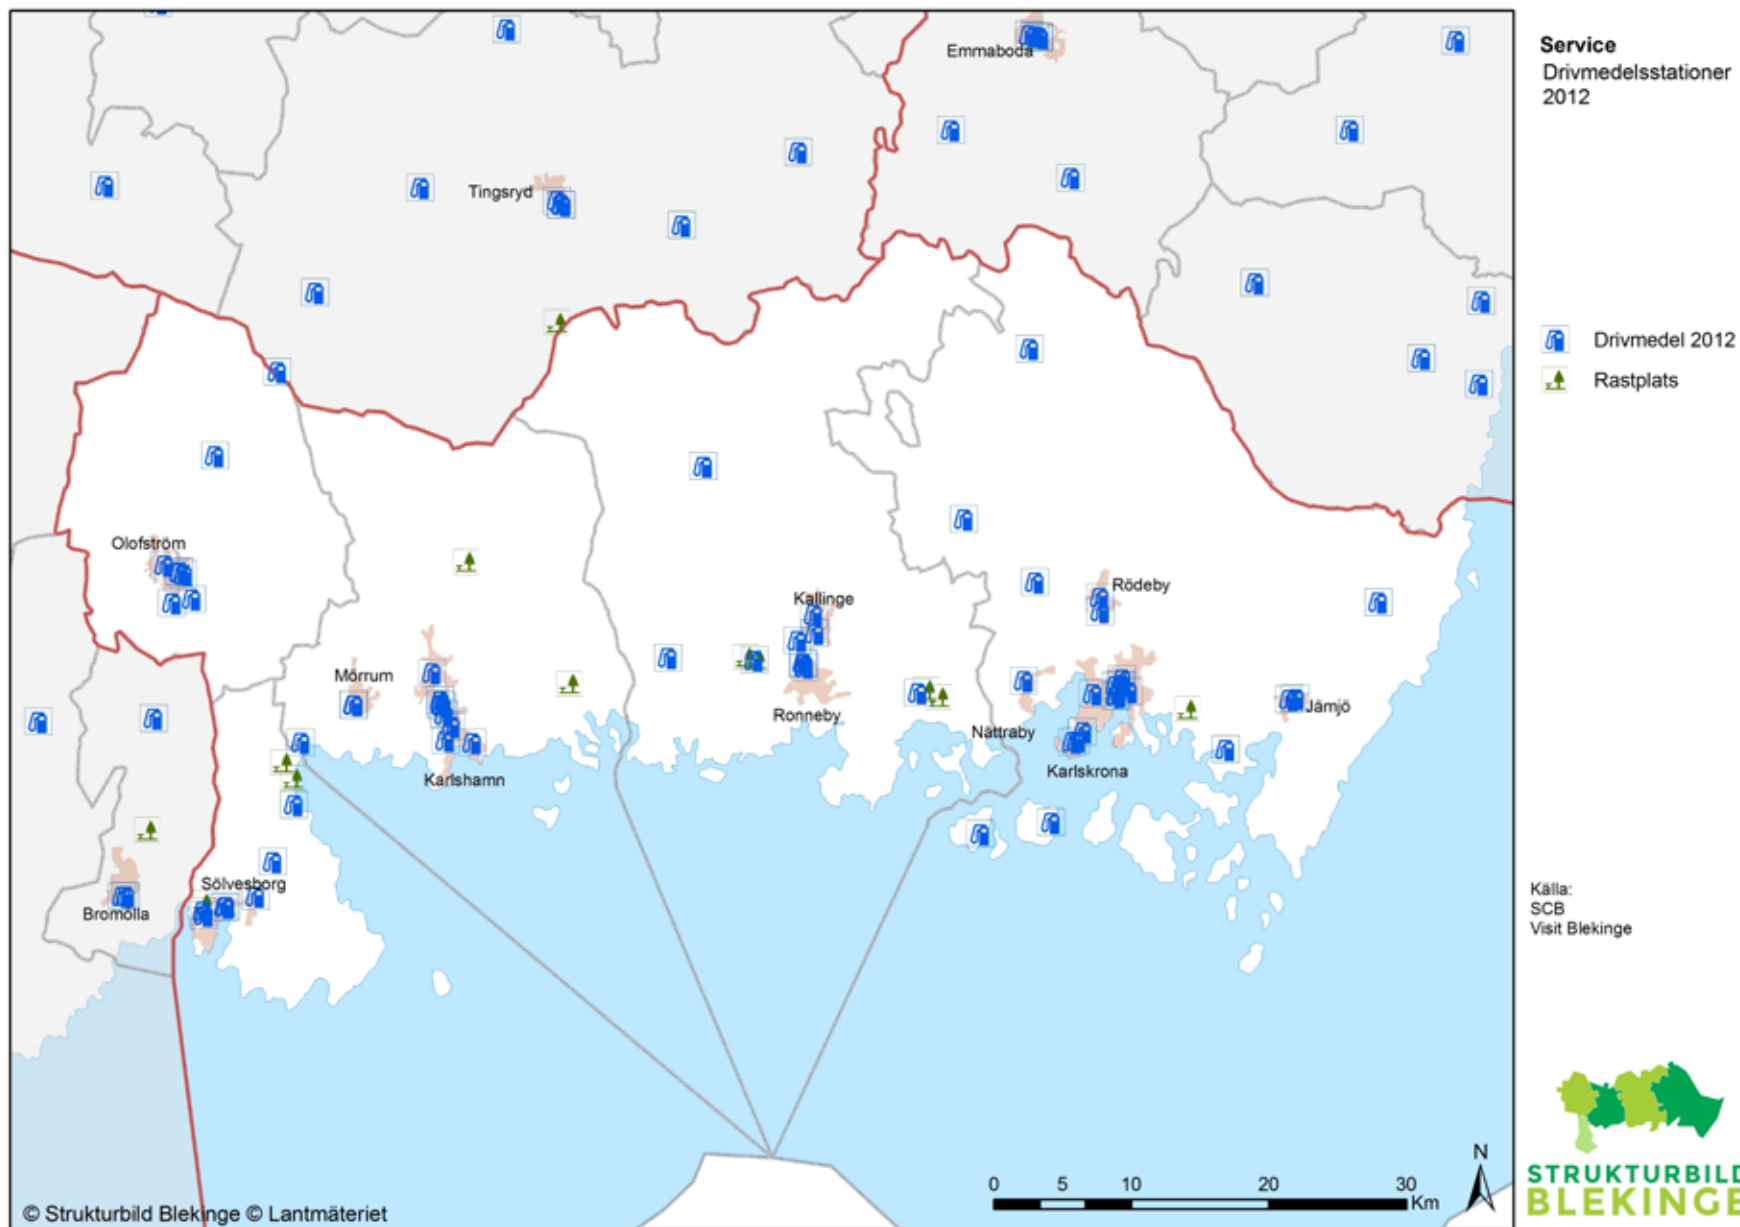 Service
Drivmedelsstationer
2012
Emmaboda
Tingsryd
Drivmedel 2012
Rastplats
Olofström
Rödeby
Kallinge
Mörrum
Jämjö
Ronneby
Nättraby
Karlskrona
Karlshamn
Sölvesborg
Bromölla
Källa:
SCB
Visit Blekinge
N
0 5 10 20 30
Km
© Strukturbild Blekinge © Lantmäteriet
STRUKTURBILD
BLEKINGE